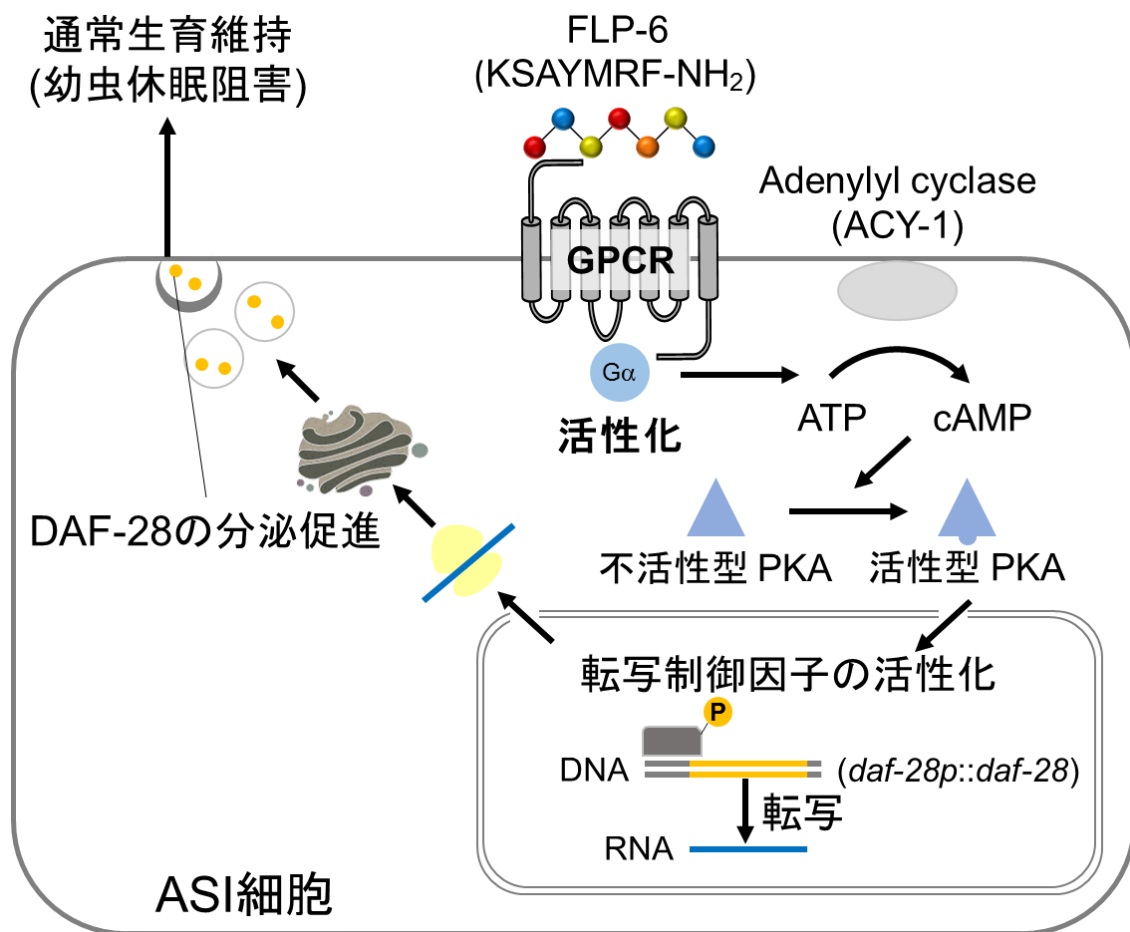 通常生育維持
(幼虫休眠阻害)
FLP-6
(KSAYMRF-NH₂)
Adenylyl cyclase
(ACY-1)
GPCR
Gα
活性化
ATP
cAMP
DAF-28の分泌促進
不活性型 PKA
活性型 PKA
転写制御因子の活性化
P
DNA
(daf-28p::daf-28)
転写
RNA
ASI細胞